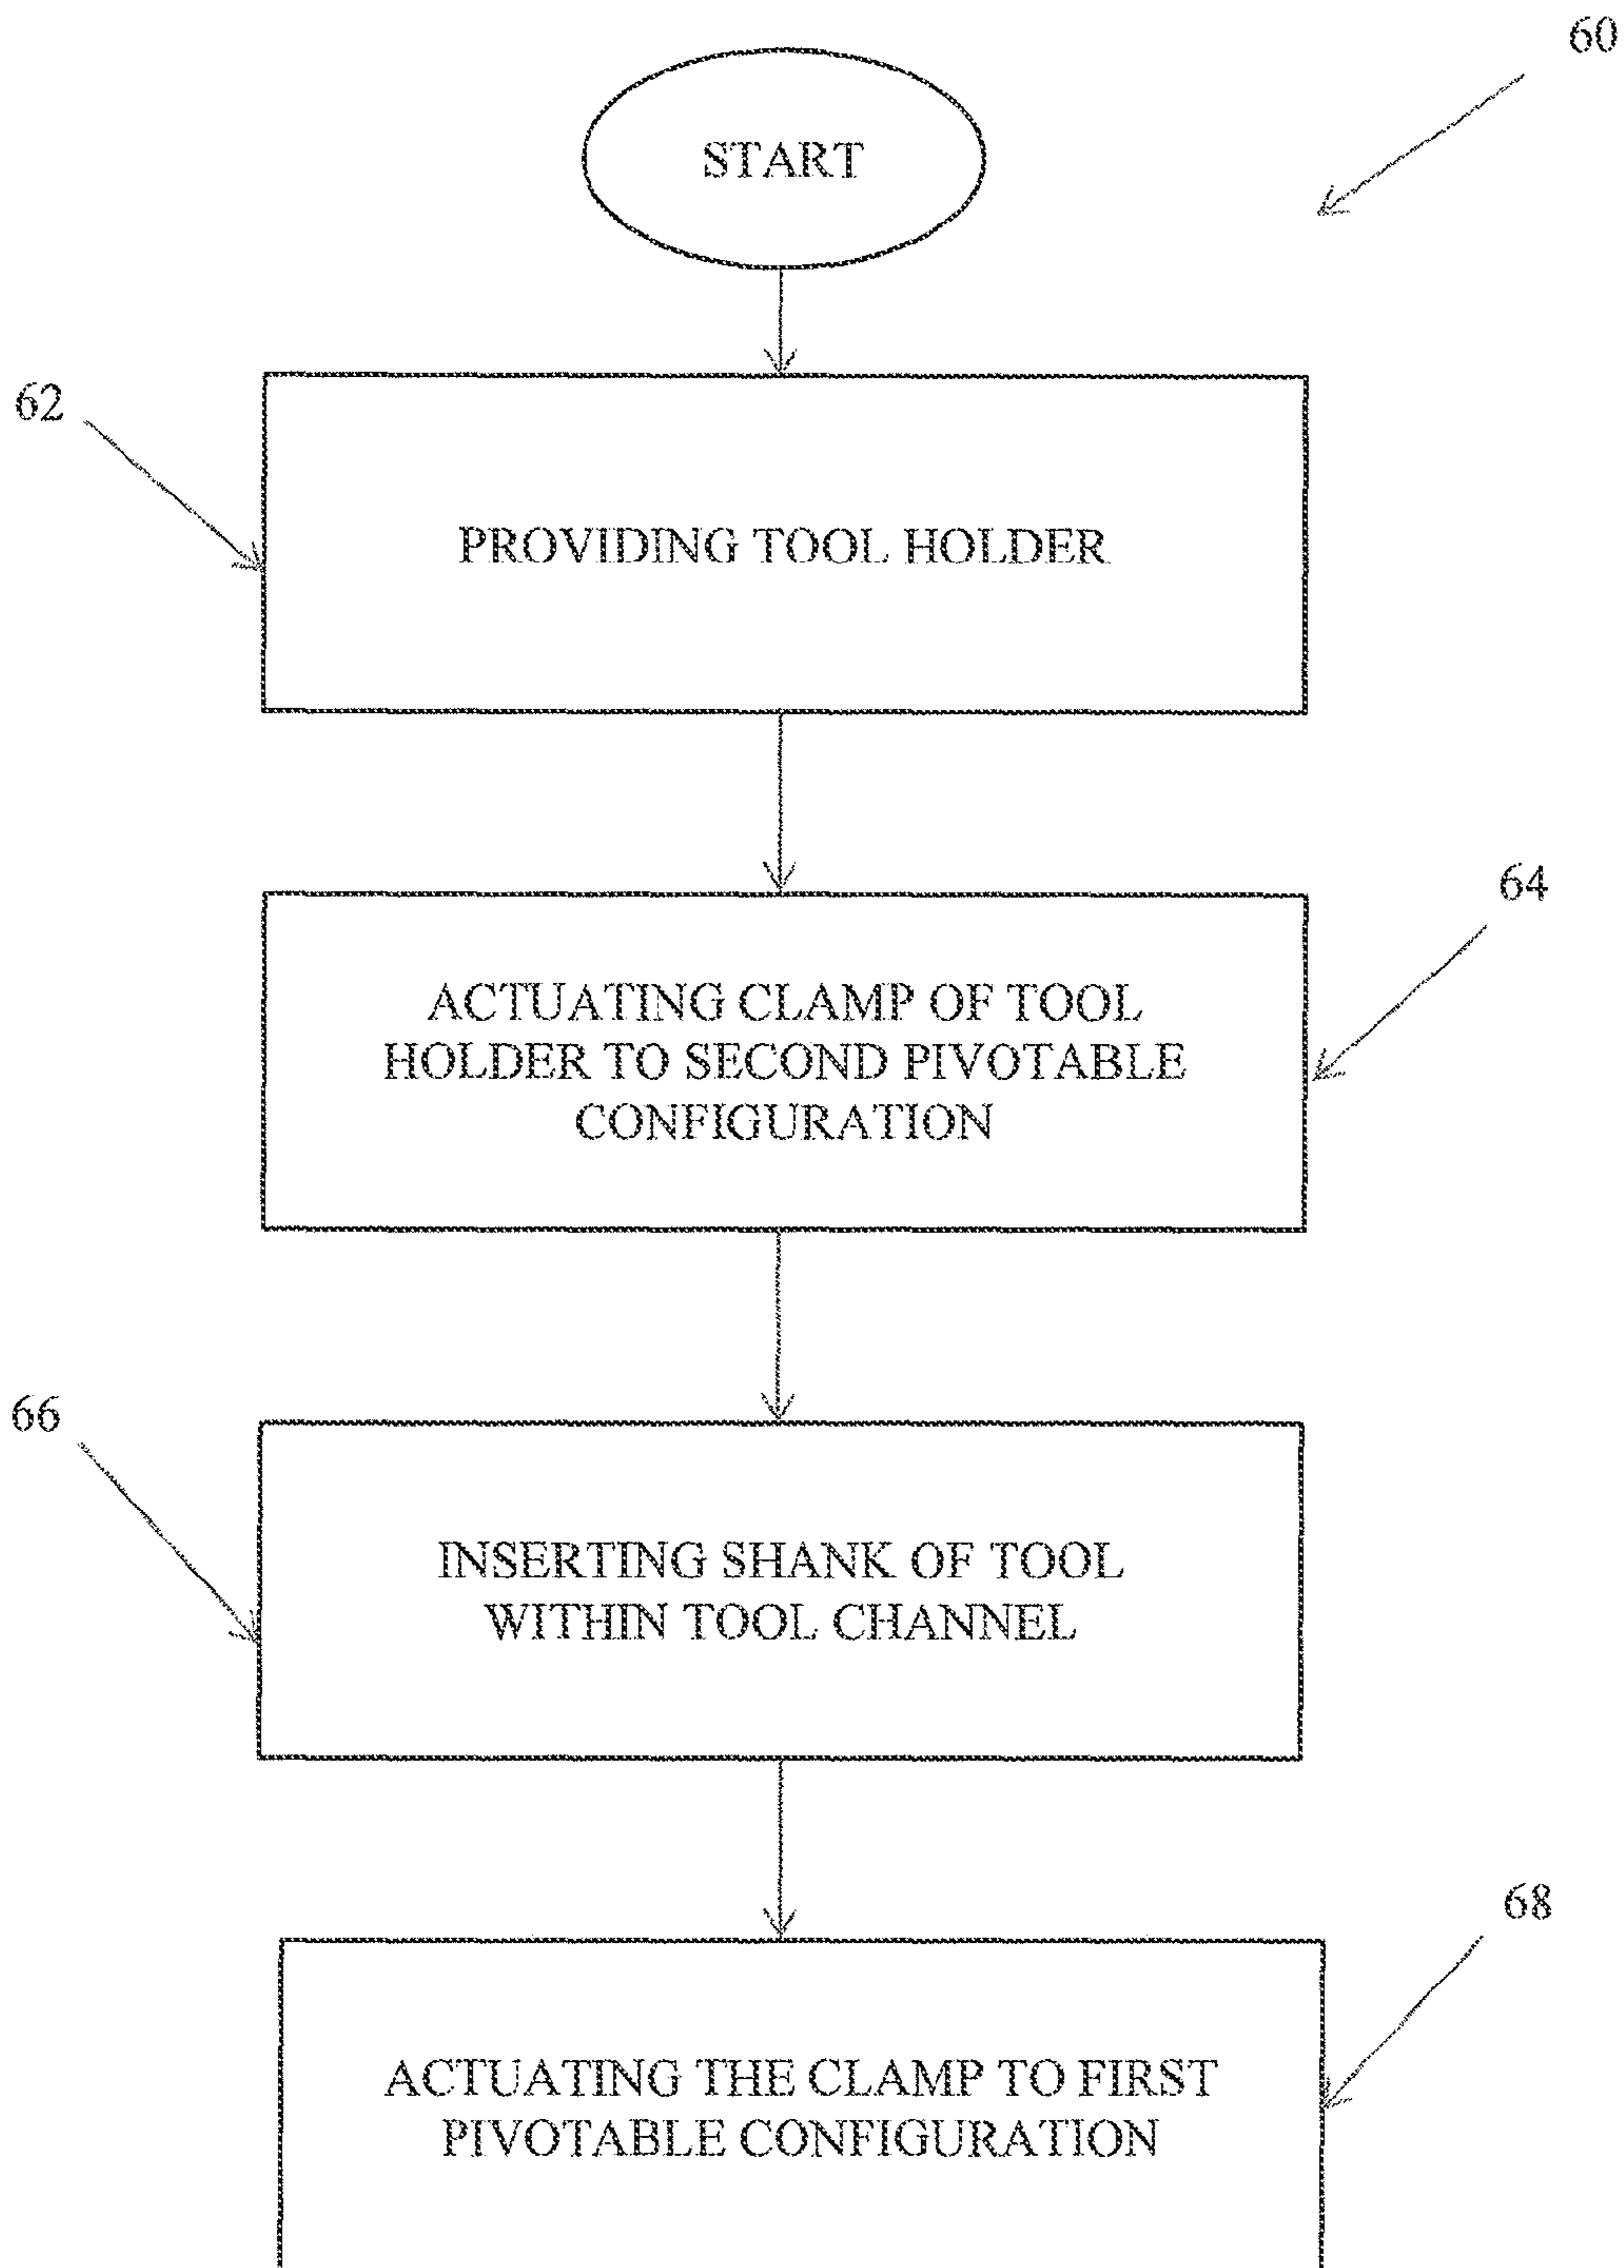 60
START
62
PROVIDING TOOL HOLDER
64
ACTUATING CLAMP OF TOOL
HOLDER TO SECOND PIVOTABLE
CONFIGURATION
66
INSERTING SHANK OF TOOL
WITHIN TOOL CHANNEL
68
ACTUATING THE CLAMP TO FIRST
PIVOTABLE CONFIGURATION